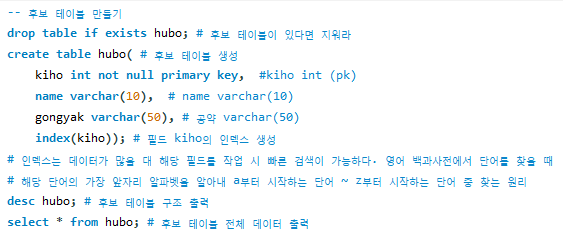 -- 후보 테이블 만들기
drop table if exists hubo; # 후보 테이블이 있다면 지워라
create table hubo( # 후보 테이블 생성
kiho int not null primary key, #kiho int (pk)
name varchar(10), # name varchar(10)
gongyak varchar(50), # 공약 varchar(50)
index(kiho)); # 필드 kiho의 인덱스 생성
# 인덱스는 데이터가 많을 대 해당 필드를 작업 시 빠른 검색이 가능하다. 영어 백과사전에서 단어를 찾을 때
# 해당 단어의 가장 앞자리 알파벳을 알아내 a부터 시작하는 단어 ~ z부터 시작하는 단어 중 찾는 원리
desc hubo; # 후보 테이블 구조 출력
select * from hubo; # 후보 테이블 전체 데이터 출력